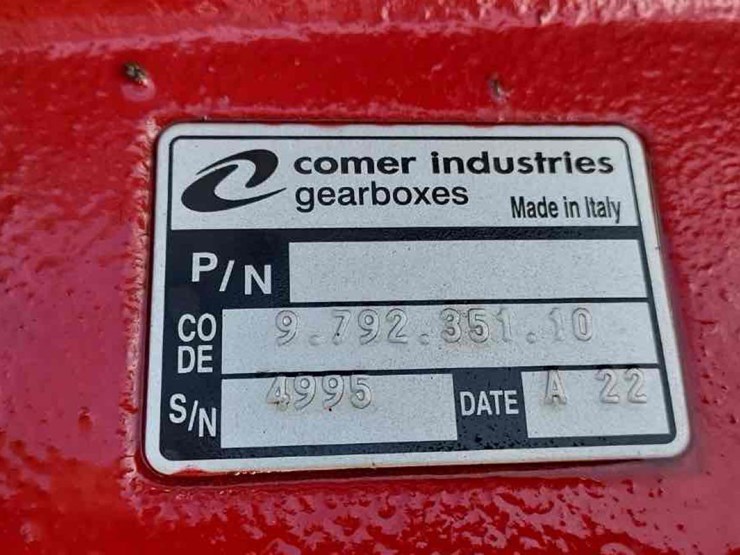 comer industries
gearboxes
Made in Italy
P/N
CO
DE
9.792.351.10
S/N
4995
DATE
A 22